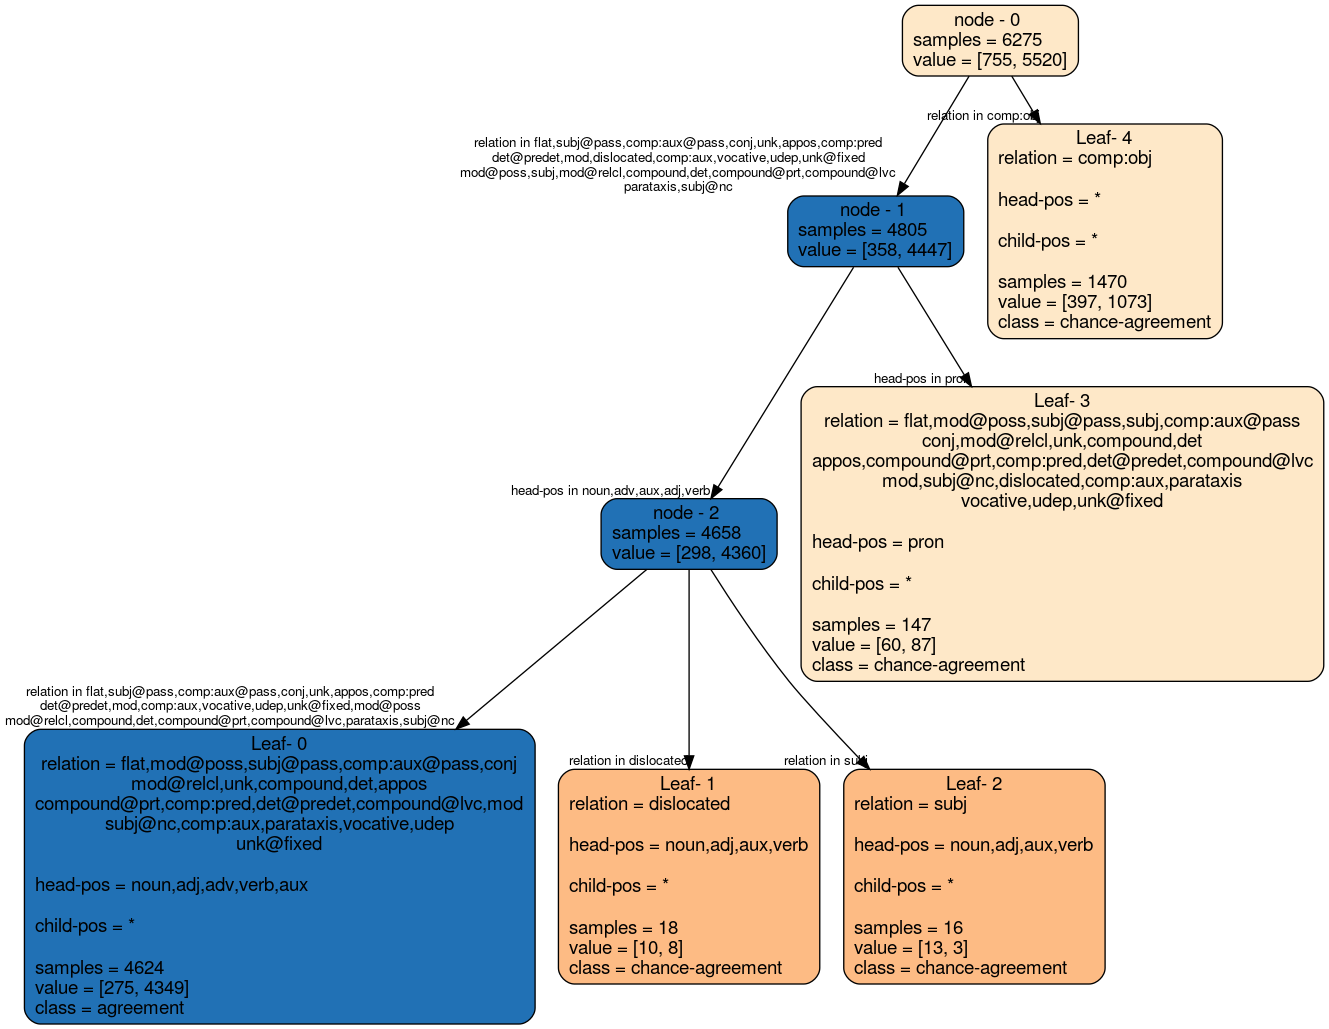 node - 0
samples = 6275
value = [755, 5520]
relation in comp:obj
relation in flat,subj@pass,comp:aux@pass,conj,unk,appos,comp:pred
det@predet,mod,dislocated,comp:aux,vocative,udep,unk@fixed
mod@poss,subj,mod@relcl,compound,det,compound@prt,compound@lvc
parataxis,subj@nc
Leaf- 4
relation = comp:obj
head-pos = *
child-pos = *
samples = 1470
value = [397, 1073]
class = chance-agreement
node - 1
samples = 4805
value = [358, 4447]
head-pos in pron
Leaf- 3
relation = flat,mod@poss,subj@pass,subj,comp:aux@pass
conj,mod@relcl,unk,compound,det
appos,compound@prt,comp:pred,det@predet,compound@lvc
mod,subj@nc,dislocated,comp:aux,parataxis
vocative,udep,unk@fixed
head-pos = pron
child-pos = *
samples = 147
value = [60, 87]
class = chance-agreement
head-pos in noun,adv,aux,adj,verb
node - 2
samples = 4658
value = [298, 4360]
relation in flat,subj@pass,comp:aux@pass,conj,unk,appos,comp:pred
det@predet,mod,comp:aux,vocative,udep,unk@fixed,mod@poss
mod@relcl,compound,det,compound@prt,compound@lvc,parataxis,subj@nc
Leaf- 0
relation = flat,mod@poss,subj@pass,comp:aux@pass,conj
mod@relcl,unk,compound,det,appos
compound@prt,comp:pred,det@predet,compound@lvc,mod
subj@nc,comp:aux,parataxis,vocative,udep
unk@fixed
head-pos = noun,adj,adv,verb,aux
child-pos = *
samples = 4624
value = [275, 4349]
class = agreement
relation in dislocated
Leaf- 1
relation = dislocated
head-pos = noun,adj,aux,verb
child-pos = *
samples = 18
value = [10, 8]
class = chance-agreement
relation in subj
Leaf- 2
relation = subj
head-pos = noun,adj,aux,verb
child-pos = *
samples = 16
value = [13, 3]
class = chance-agreement